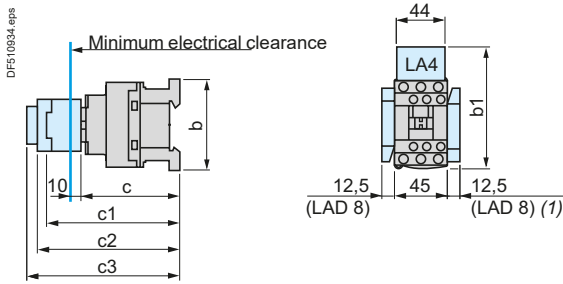 DF510934.eps
Minimum electrical clearance
b
10
c
c1
c2
c3
44
LA4
b1
12,5
45
12,5
(LAD 8)
(LAD 8) (1)